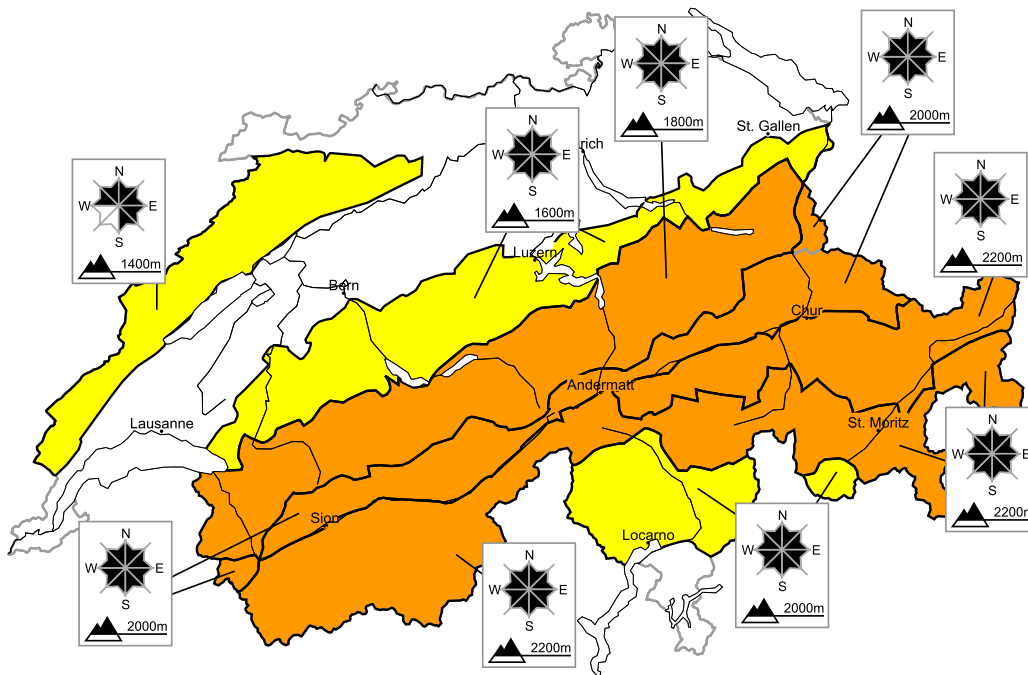 N
W E
S
1800m
N
W E
S
2000m
N
W E
S
1600m
St. Gallen
rich
N
W E
S
2200m
N
W E
S
1400m
Luzern
Bern
Chur
Andermatt
Lausanne
St. Moritz
N
W E
S
2200m
Sion
Locarno
N
W E
S
2000m
N
W E
S
2000m
N
W E
S
2200m